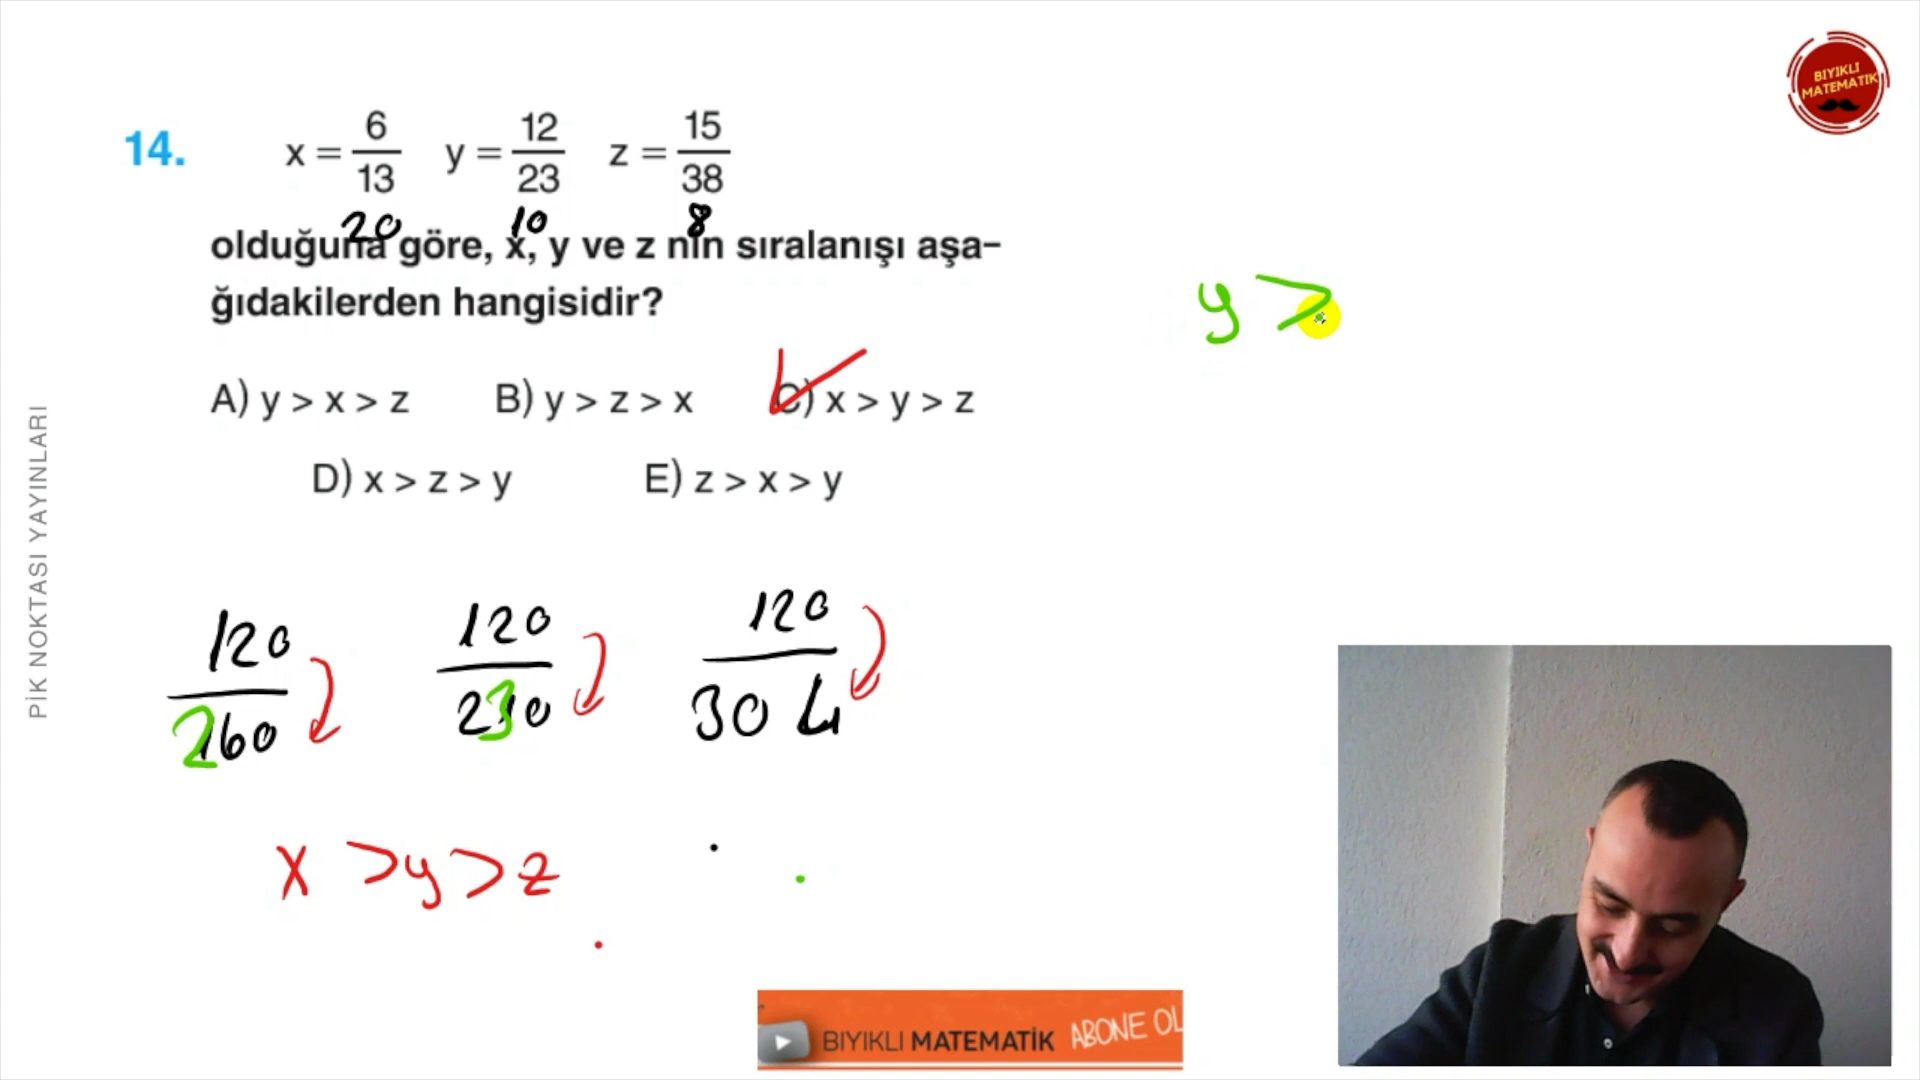 BIYIKLI
MATEMATİK
14. x = 6/13 y = 12/23 z = 15/38
20 10 8
olduğuna göre, x, y ve z nin sıralanışı aşa-
ğıdakilerden hangisidir?
y >
A) y > x > z B) y > z > x C) x > y > z
D) x > z > y E) z > x > y
PİK NOKTASI YAYINLARI
120/260 120/230 120/304
x > y > z
BIYIKLI MATEMATİK ABONE OL